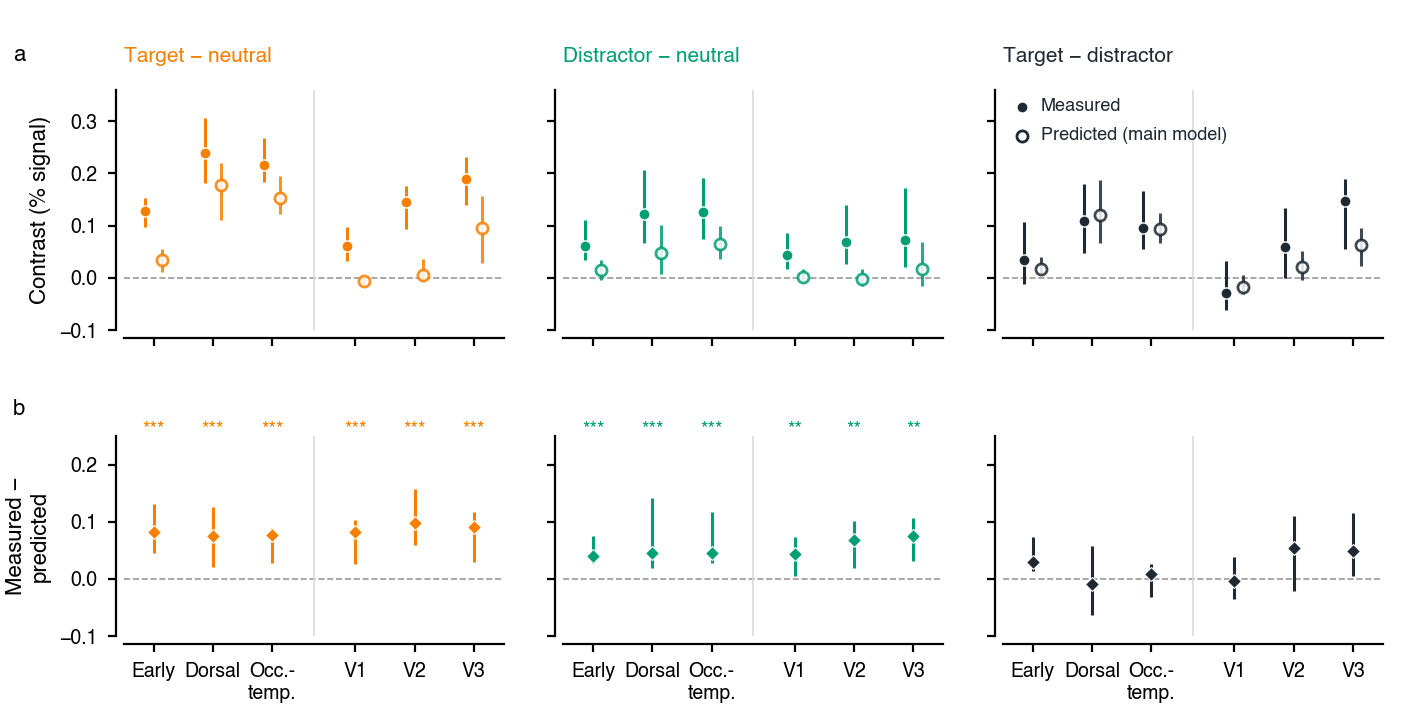 a
Target – neutral
Distractor – neutral
Target – distractor
Measured
Predicted (main model)
Contrast (% signal)
0.3
0.2
0.1
0.0
–0.1
b
*** *** *** *** *** ***
*** *** *** ** ** **
Measured –
predicted
0.2
0.1
0.0
–0.1
Early Dorsal Occ.- V1 V2 V3
temp.
Early Dorsal Occ.- V1 V2 V3
temp.
Early Dorsal Occ.- V1 V2 V3
temp.